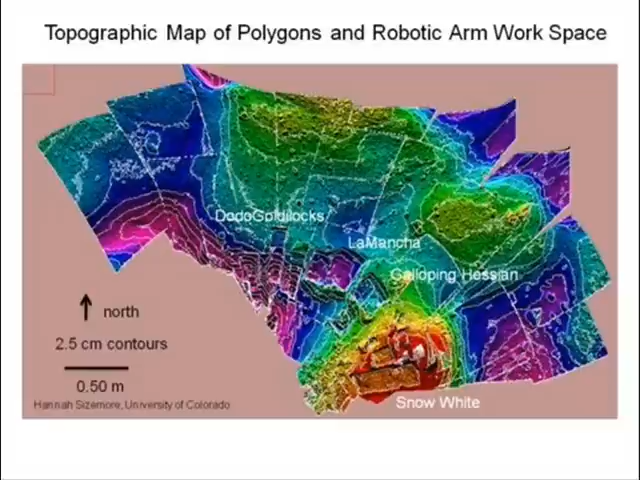 Topographic Map of Polygons and Robotic Arm Work Space
DodoGoldilocks
LaMancha
Galloping Hessian
north
2.5 cm contours
0.50 m
Snow White
Hannah Sizemore, University of Colorado